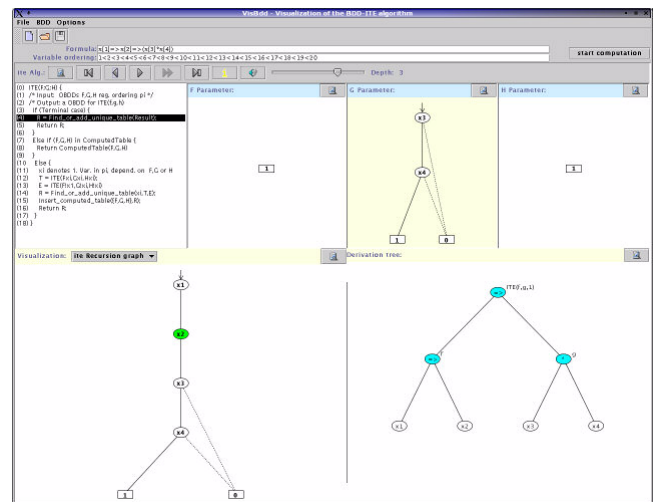 VisBdd - Visualization of the BDD-ITE algorithm
File BDD Options
Formula: x[1]=>x[2]=>(x[3]*x[4])
Variable ordering: 1<2<3<4<5<6<7<8<9<10<11<12<13<14<15<16<17<18<19<20
start computation
ite Alg.:
Depth: 3
(0) ITE(F,G,H) {
(1) /* Input: OBDDs F,G,H reg. ordering pi */
(2) /* Output: a OBDD for ITE(f,g,h)
(3) If (Terminal case) {
(4) R = Find_or_add_unique_table(Result);
(5) Return R;
(6) }
(7) Else If (F,G,H) in ComputedTable {
(8) Return ComputedTable(F,G,H)
(9) }
(10 Else {
(11) xi denotes 1. Var. in pi, depend. on F,G or H
(12) T = ITE(Fxi,Gxi,Hxi);
(13) E = ITE(F!x1,G!xi,H!xi)
(14) R = Find_or_add_unique_table(xi,T,E);
(15) Insert_computed_table((F,G,H),R);
(16) Return R;
(17) }
(18) }
F Parameter:
1
G Parameter:
x3
x4
1
0
H Parameter:
1
Visualization: ite Recursion graph
x1
x2
x3
x4
1
0
Derivation tree:
ITE(f,g,1)
=>
=>
*
0
x1
x2
x3
x4